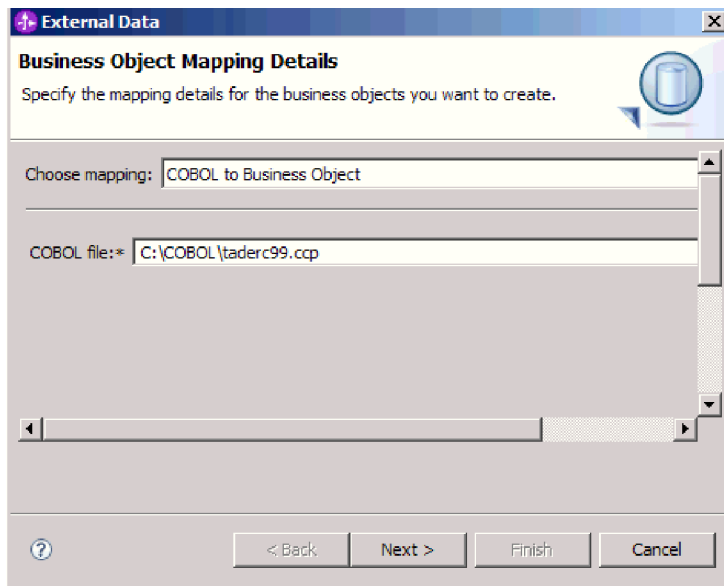 External Data
Business Object Mapping Details
Specify the mapping details for the business objects you want to create.
Choose mapping: COBOL to Business Object
COBOL file:* C:\COBOL\taderc99.ccp
? < Back Next > Finish Cancel